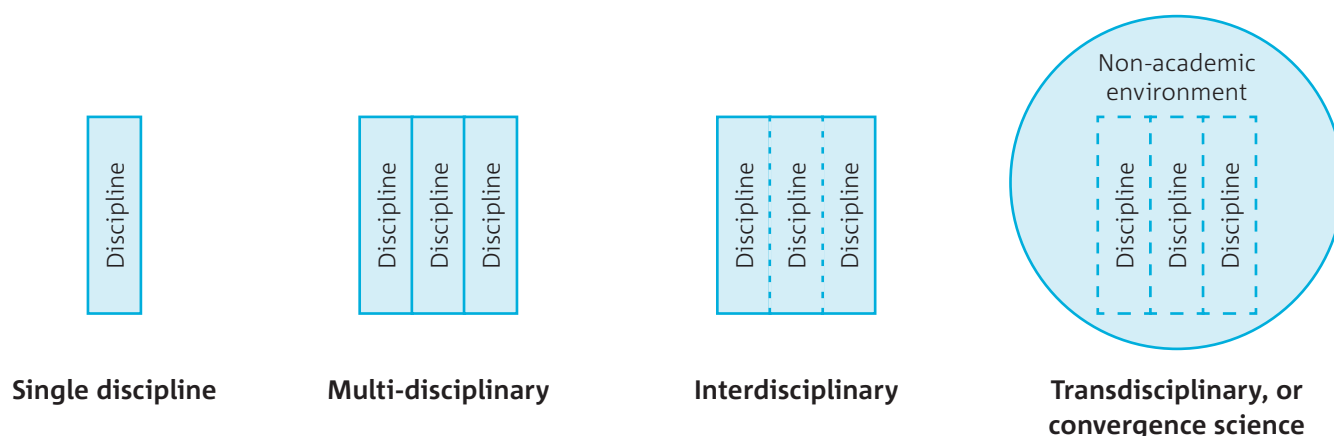 Non-academic
environment
Discipline
Discipline
Discipline
Discipline
Discipline
Discipline
Discipline
Discipline
Discipline
Discipline
Single discipline
Multi-disciplinary
Interdisciplinary
Transdisciplinary, or
convergence science